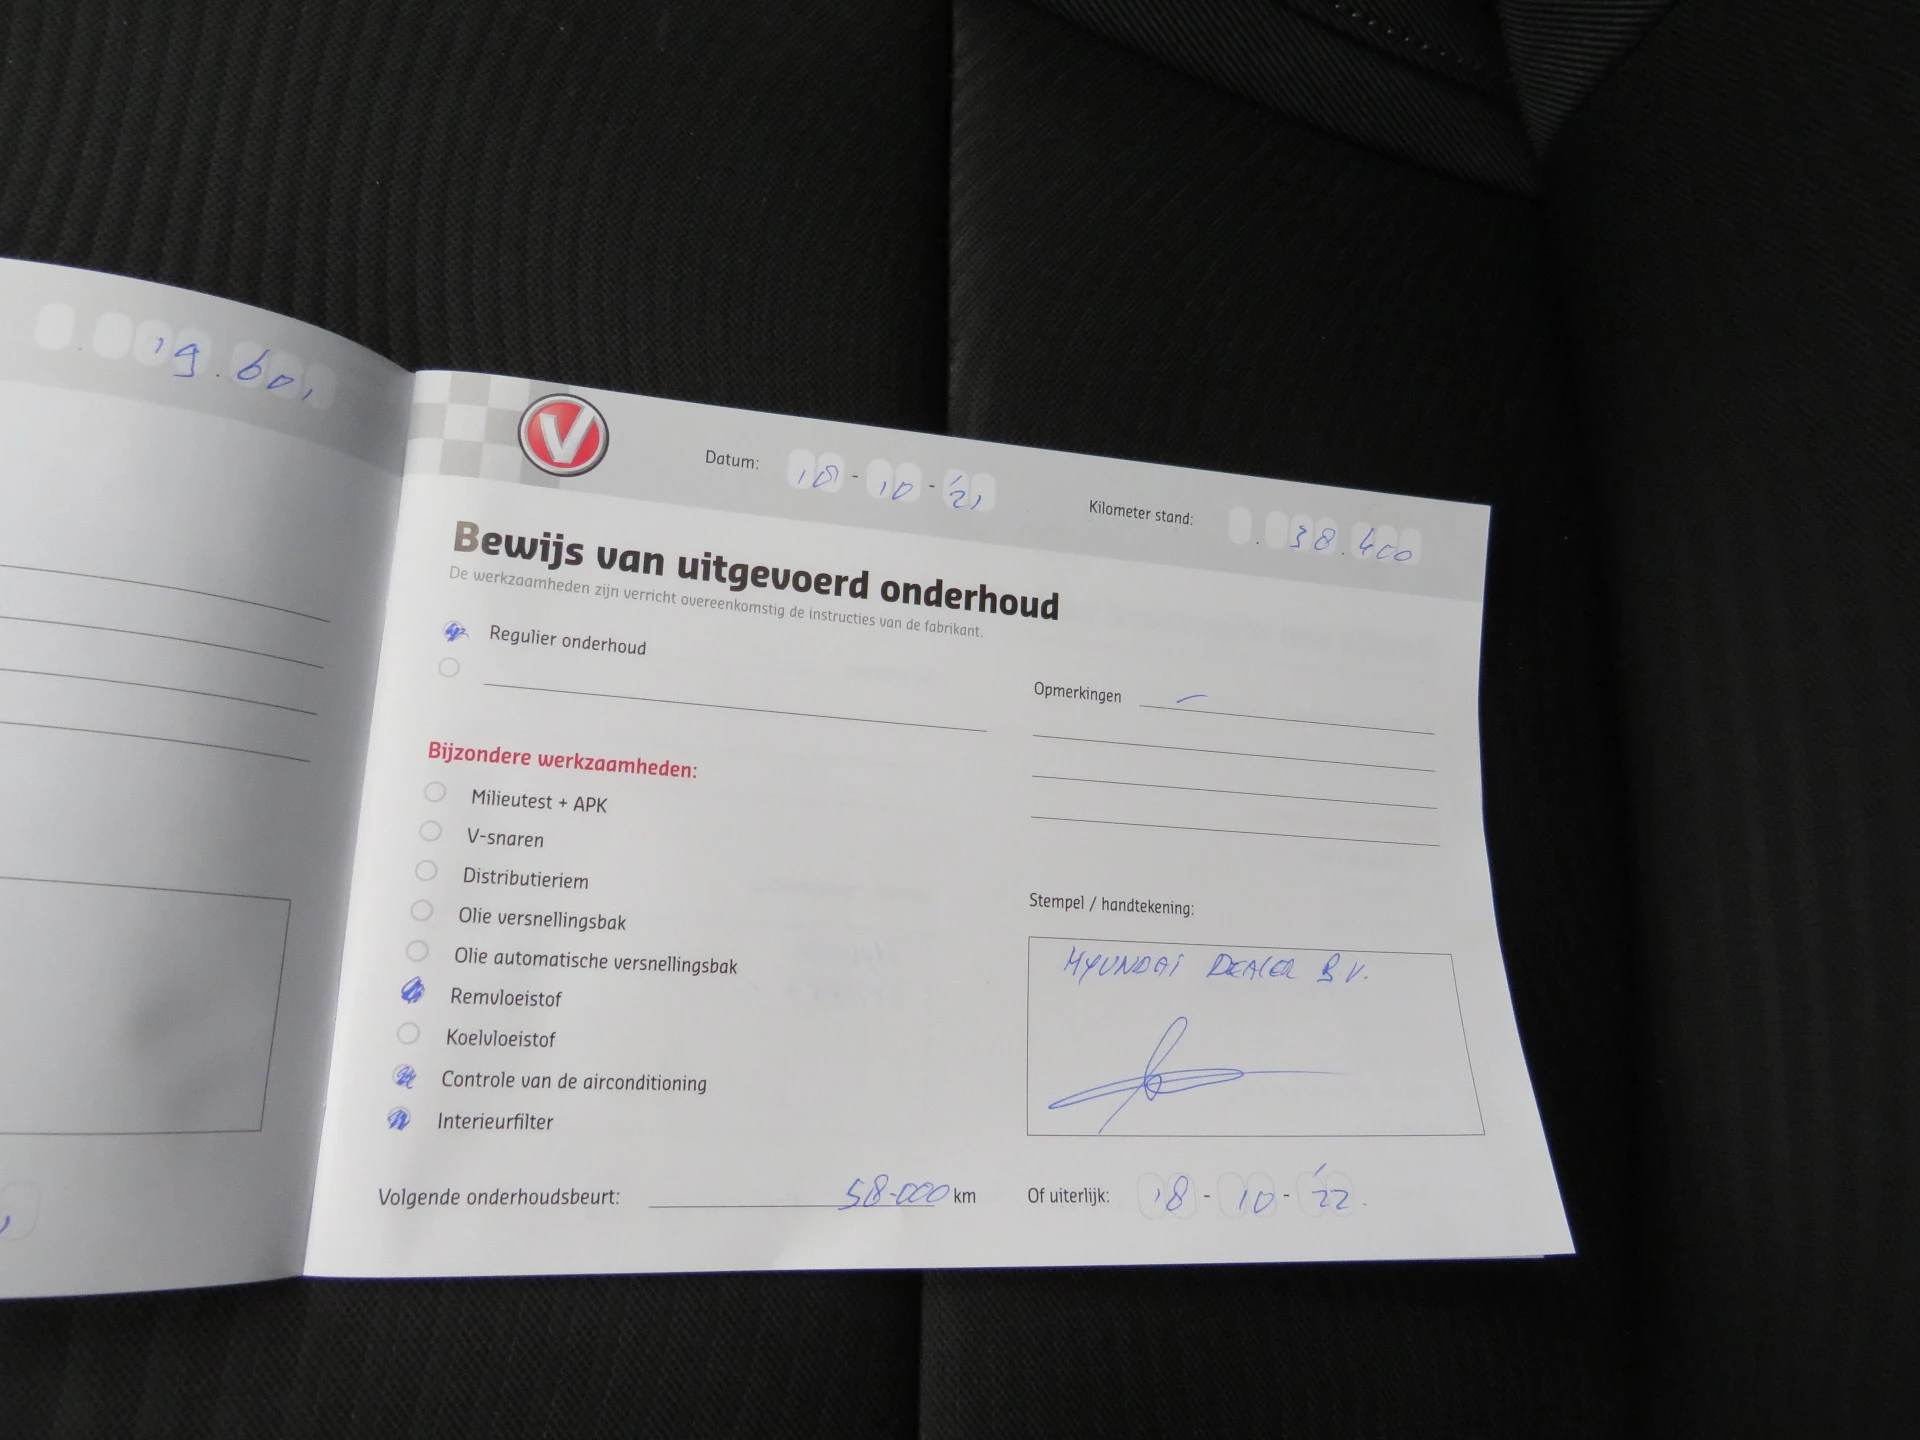 19.601
V
Datum: 18-10-'21
Kilometer stand: 38.400
Bewijs van uitgevoerd onderhoud
De werkzaamheden zijn verricht overeenkomstig de instructies van de fabrikant.
Regulier onderhoud
Opmerkingen -
Bijzondere werkzaamheden:
Milieutest + APK
V-snaren
Distributieriem
Olie versnellingsbak
Olie automatische versnellingsbak
Remvloeistof
Koelvloeistof
Controle van de airconditioning
Interieurfilter
Stempel / handtekening:
HYUNDAI DEALER B.V.
Volgende onderhoudsbeurt: 58.000 km
Of uiterlijk: 18-10-'22.